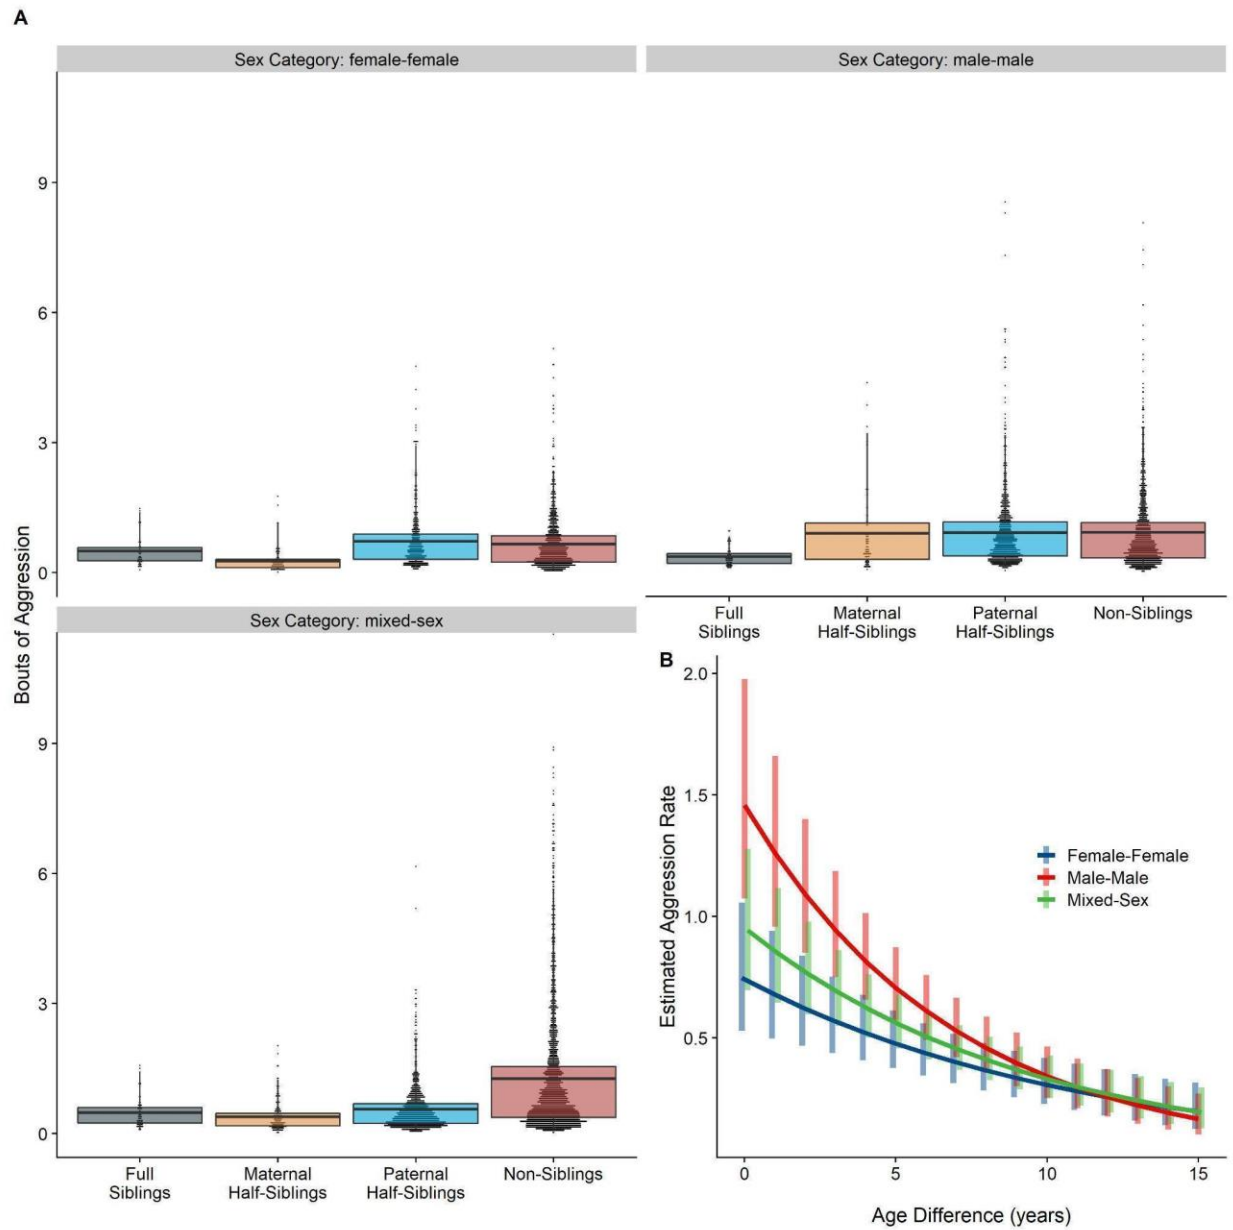 A
Sex Category: female-female
Sex Category: male-male
9
6
3
0
Bouts of Aggression
Full
Siblings
Maternal
Half-Siblings
Paternal
Half-Siblings
Non-Siblings
Sex Category: mixed-sex
9
6
3
0
Full
Siblings
Maternal
Half-Siblings
Paternal
Half-Siblings
Non-Siblings
B
2.0
1.5
1.0
0.5
Estimated Aggression Rate
Female-Female
Male-Male
Mixed-Sex
0
5
10
15
Age Difference (years)